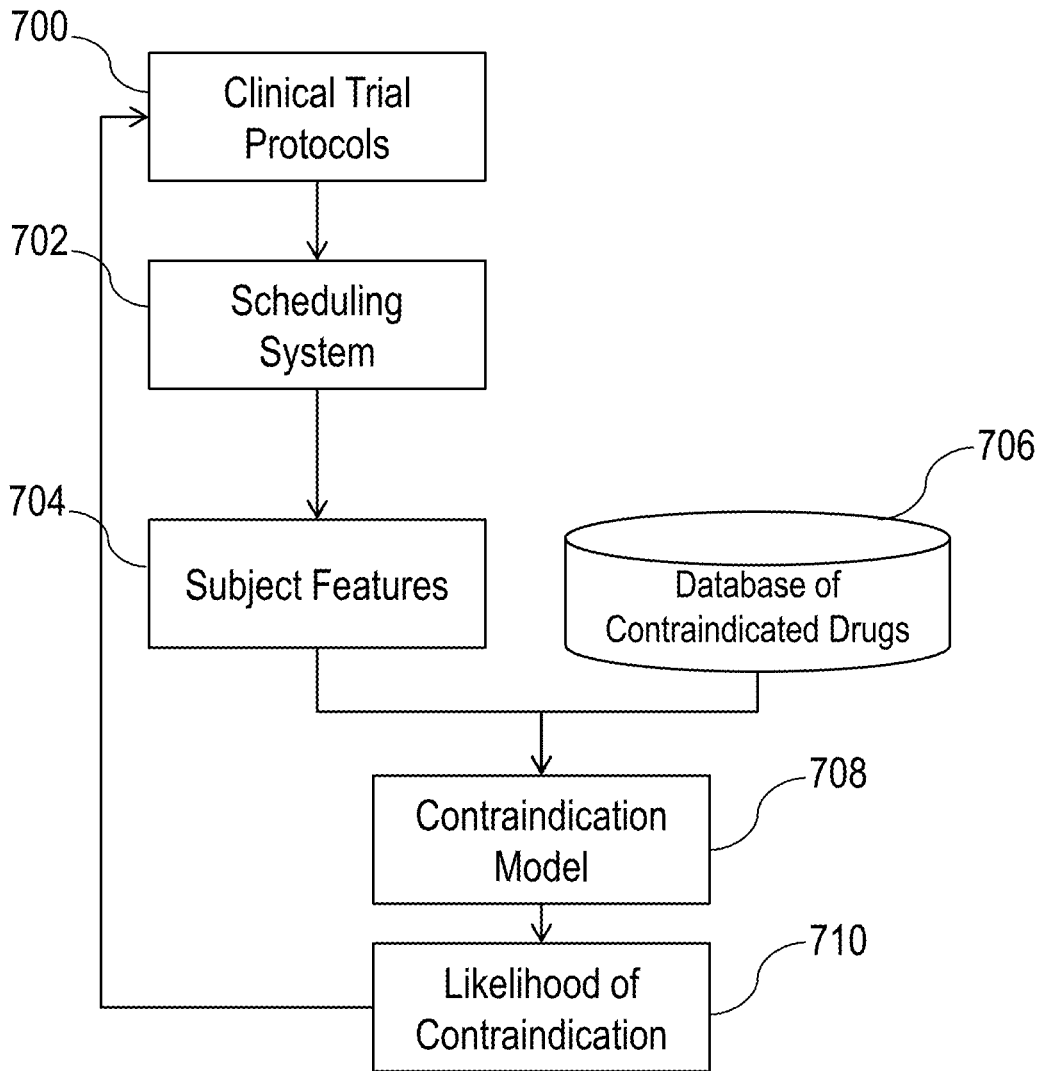 700
Clinical Trial
Protocols
702
Scheduling
System
704
Subject Features
706
Database of
Contraindicated Drugs
708
Contraindication
Model
710
Likelihood of
Contraindication